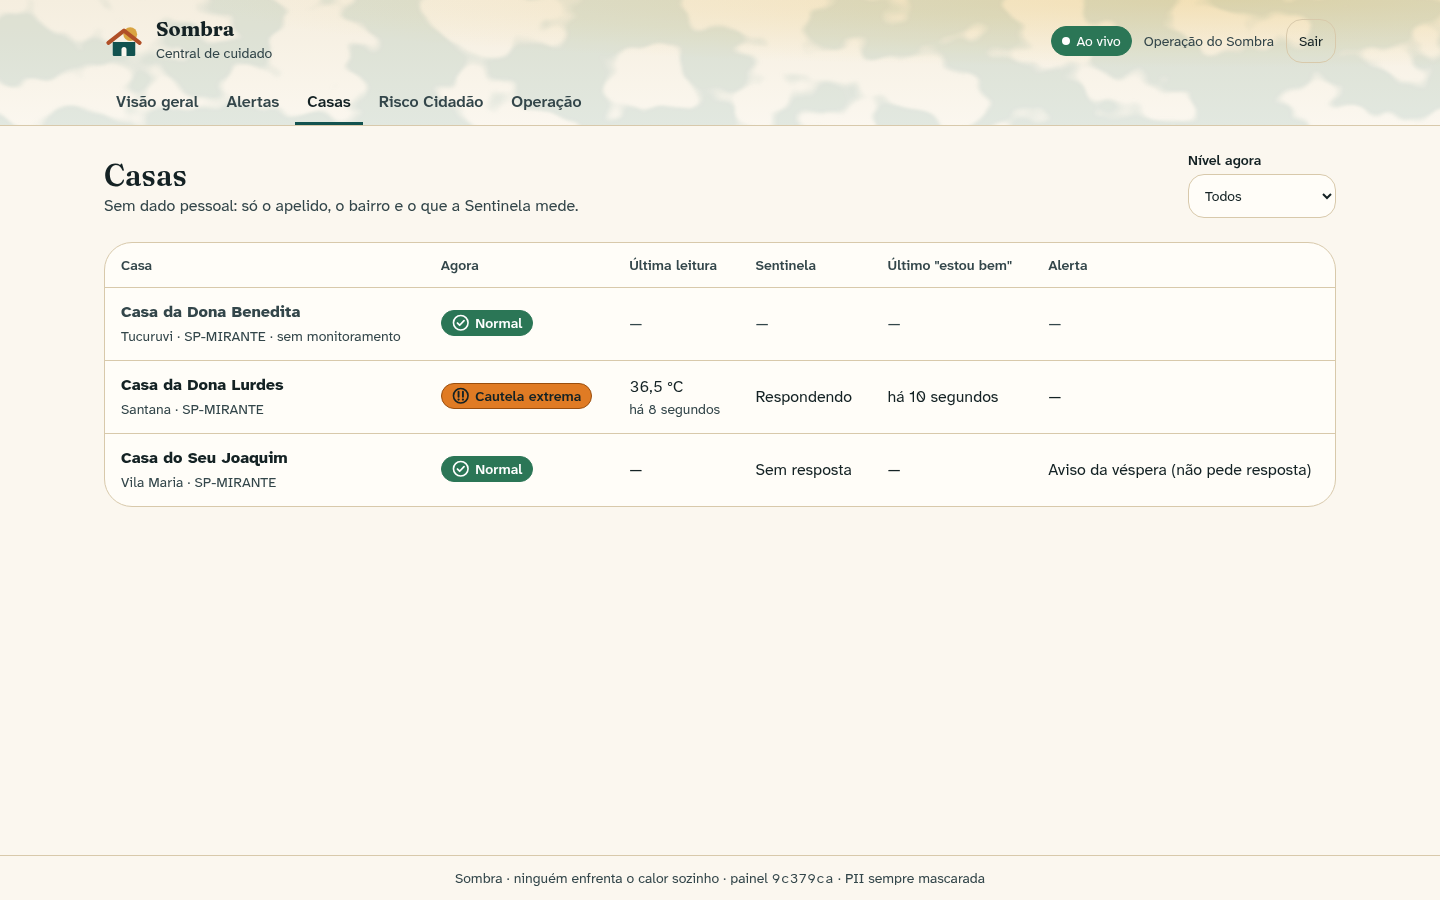 Sombra
Central de cuidado
Ao vivo
Operação do Sombra
Sair
Visão geral
Alertas
Casas
Risco Cidadão
Operação
Casas
Sem dado pessoal: só o apelido, o bairro e o que a Sentinela mede.
Nível agora
Todos
Casa Agora Última leitura Sentinela Último "estou bem" Alerta
Casa da Dona Benedita
Tucuruvi · SP-MIRANTE · sem monitoramento
Normal
—
—
—
—
Casa da Dona Lurdes
Santana · SP-MIRANTE
Cautela extrema
36,5 °C
há 8 segundos
Respondendo
há 10 segundos
—
Casa do Seu Joaquim
Vila Maria · SP-MIRANTE
Normal
—
Sem resposta
—
Aviso da véspera (não pede resposta)
Sombra · ninguém enfrenta o calor sozinho · painel 9c379ca · PII sempre mascarada